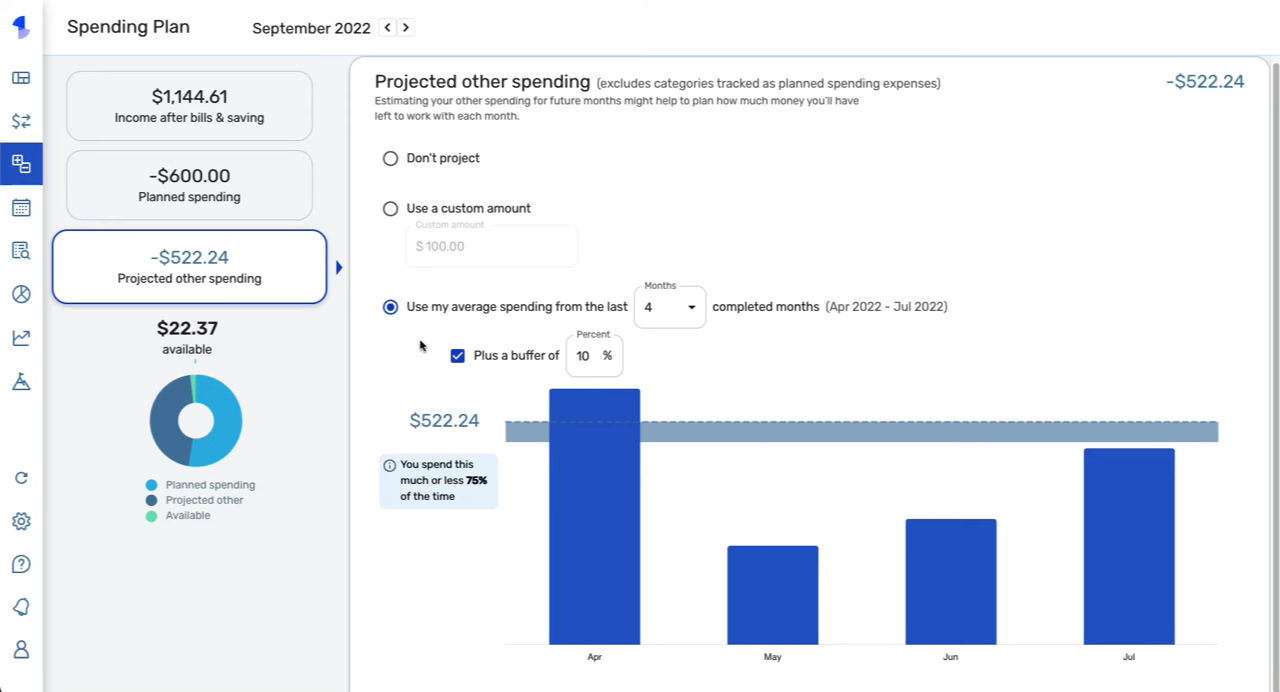 Spending Plan
September 2022
$1,144.61
Income after bills & saving
-$600.00
Planned spending
-$522.24
Projected other spending
$22.37
available
Planned spending
Projected other
Available
Projected other spending (excludes categories tracked as planned spending expenses)
-$522.24
Estimating your other spending for future months might help to plan how much money you'll have
left to work with each month.
Don't project
Use a custom amount
Custom amount
$ 100.00
Use my average spending from the last
Months
4
completed months (Apr 2022 - Jul 2022)
Plus a buffer of
Percent
10 %
$522.24
You spend this
much or less 75%
of the time
Apr
May
Jun
Jul